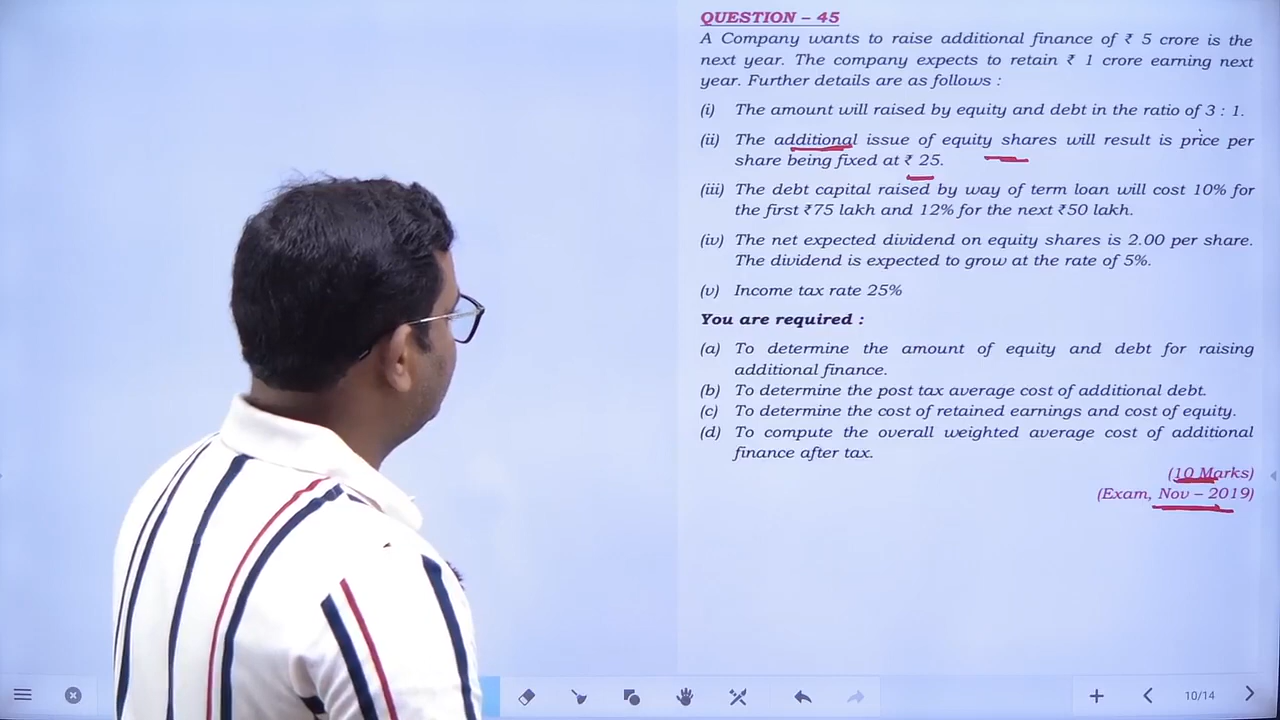 QUESTION – 45
A Company wants to raise additional finance of ₹ 5 crore is the
next year. The company expects to retain ₹ 1 crore earning next
year. Further details are as follows :
(i) The amount will raised by equity and debt in the ratio of 3 : 1.
(ii) The additional issue of equity shares will result is price per
share being fixed at ₹ 25.
(iii) The debt capital raised by way of term loan will cost 10% for
the first ₹75 lakh and 12% for the next ₹50 lakh.
(iv) The net expected dividend on equity shares is 2.00 per share.
The dividend is expected to grow at the rate of 5%.
(v) Income tax rate 25%
You are required :
(a) To determine the amount of equity and debt for raising
additional finance.
(b) To determine the post tax average cost of additional debt.
(c) To determine the cost of retained earnings and cost of equity.
(d) To compute the overall weighted average cost of additional
finance after tax.
(10 Marks)
(Exam, Nov – 2019)
10/14